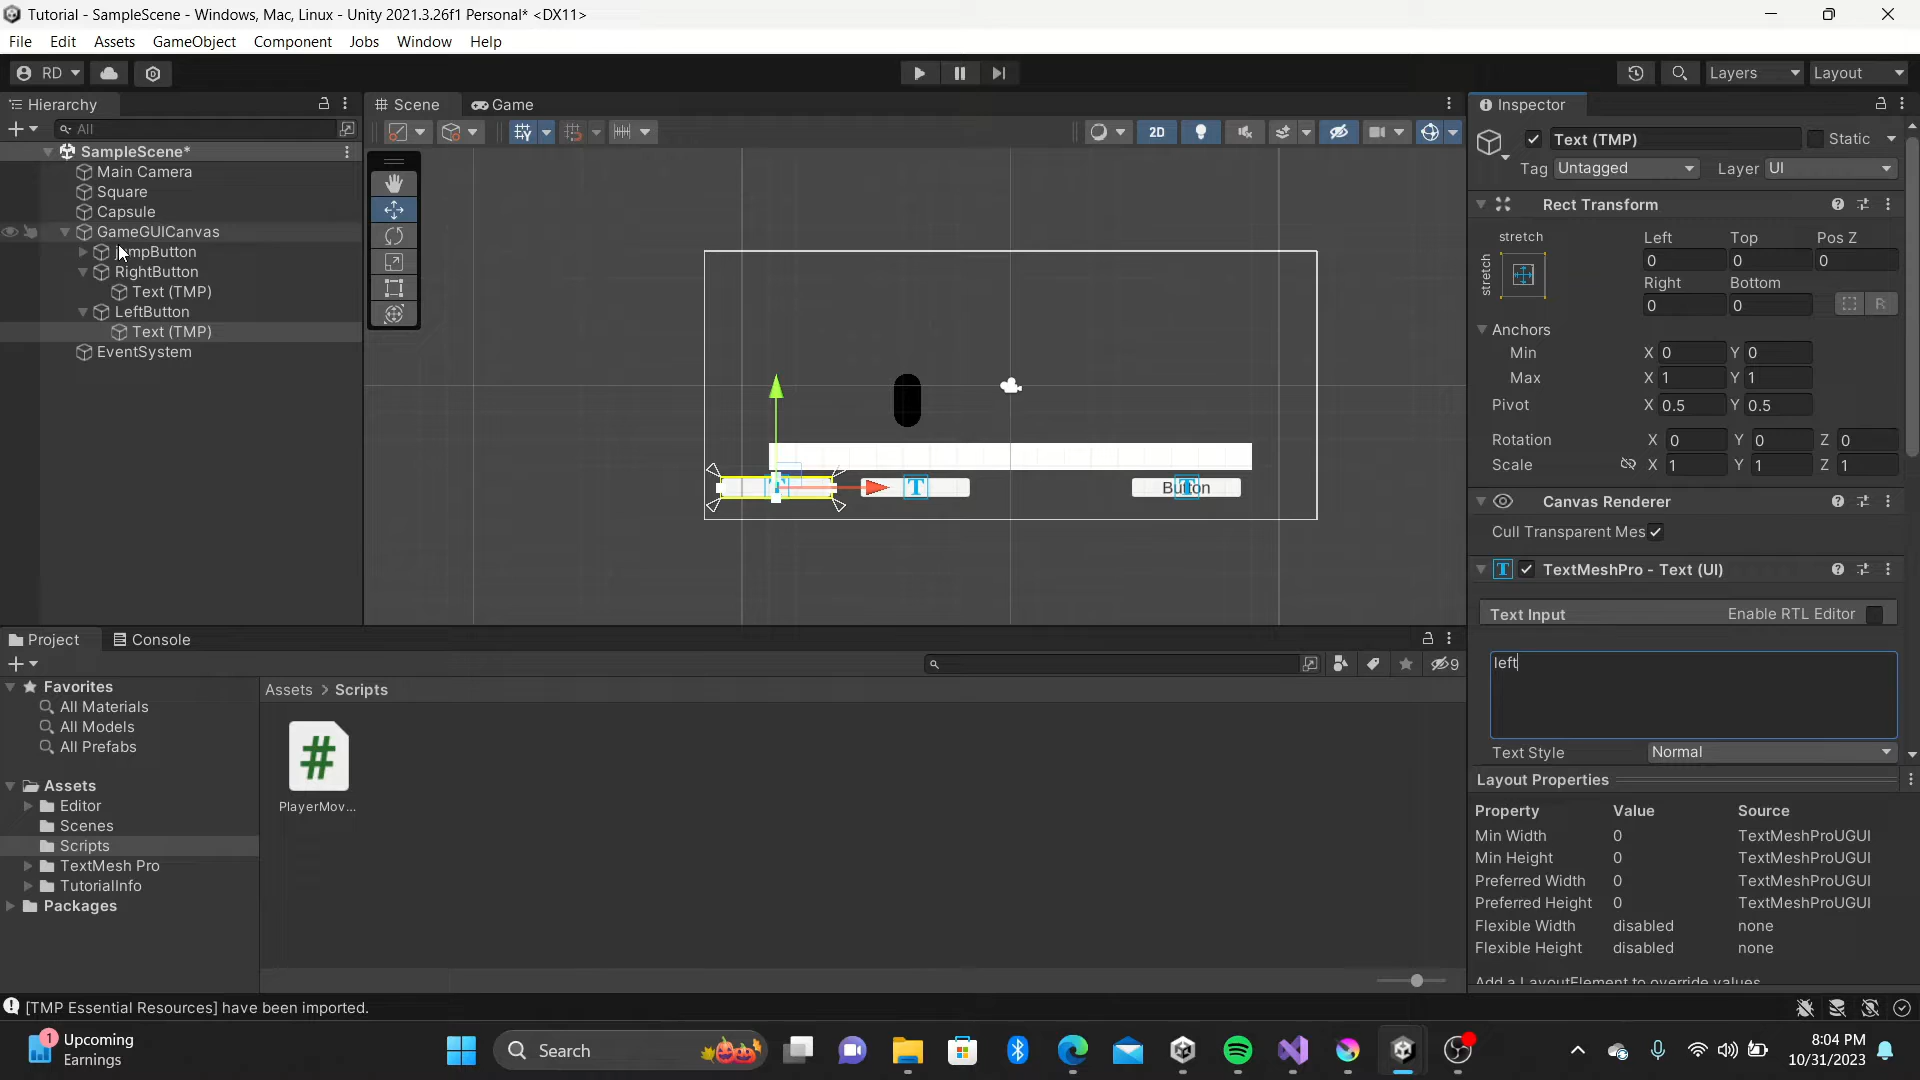 Tutorial - SampleScene - Windows, Mac, Linux - Unity 2021.3.26f1 Personal* <DX11>
File Edit Assets GameObject Component Jobs Window Help
RD Layers Layout
Hierarchy
All
SampleScene*
Main Camera
Square
Capsule
GameGUICanvas
RightButton
Text (TMP)
LeftButton
Text (TMP)
EventSystem
Scene Game
2D
T T Button
Inspector
Text (TMP) Static
Tag Untagged Layer UI
Rect Transform
stretch Left Top Pos Z
stretch 0 0 0
Right Bottom
0 0 R
Anchors
Min X 0 Y 0
Max X 1 Y 1
Pivot X 0.5 Y 0.5
Rotation X 0 Y 0 Z 0
Scale X 1 Y 1 Z 1
Canvas Renderer
Cull Transparent Mes
T TextMeshPro - Text (UI)
Text Input Enable RTL Editor
left
Text Style Normal
Layout Properties
Property Value Source
Min Width 0 TextMeshProUGUI
Min Height 0 TextMeshProUGUI
Preferred Width 0 TextMeshProUGUI
Preferred Height 0 TextMeshProUGUI
Flexible Width disabled none
Flexible Height disabled none
Add a LayoutElement to override values
Project Console
9
Favorites
All Materials
All Models
All Prefabs
Assets
Editor
Scenes
Scripts
TextMesh Pro
TutorialInfo
Packages
Assets > Scripts
#
PlayerMov...
[TMP Essential Resources] have been imported.
1 Upcoming
Earnings
Search
8:04 PM
10/31/2023